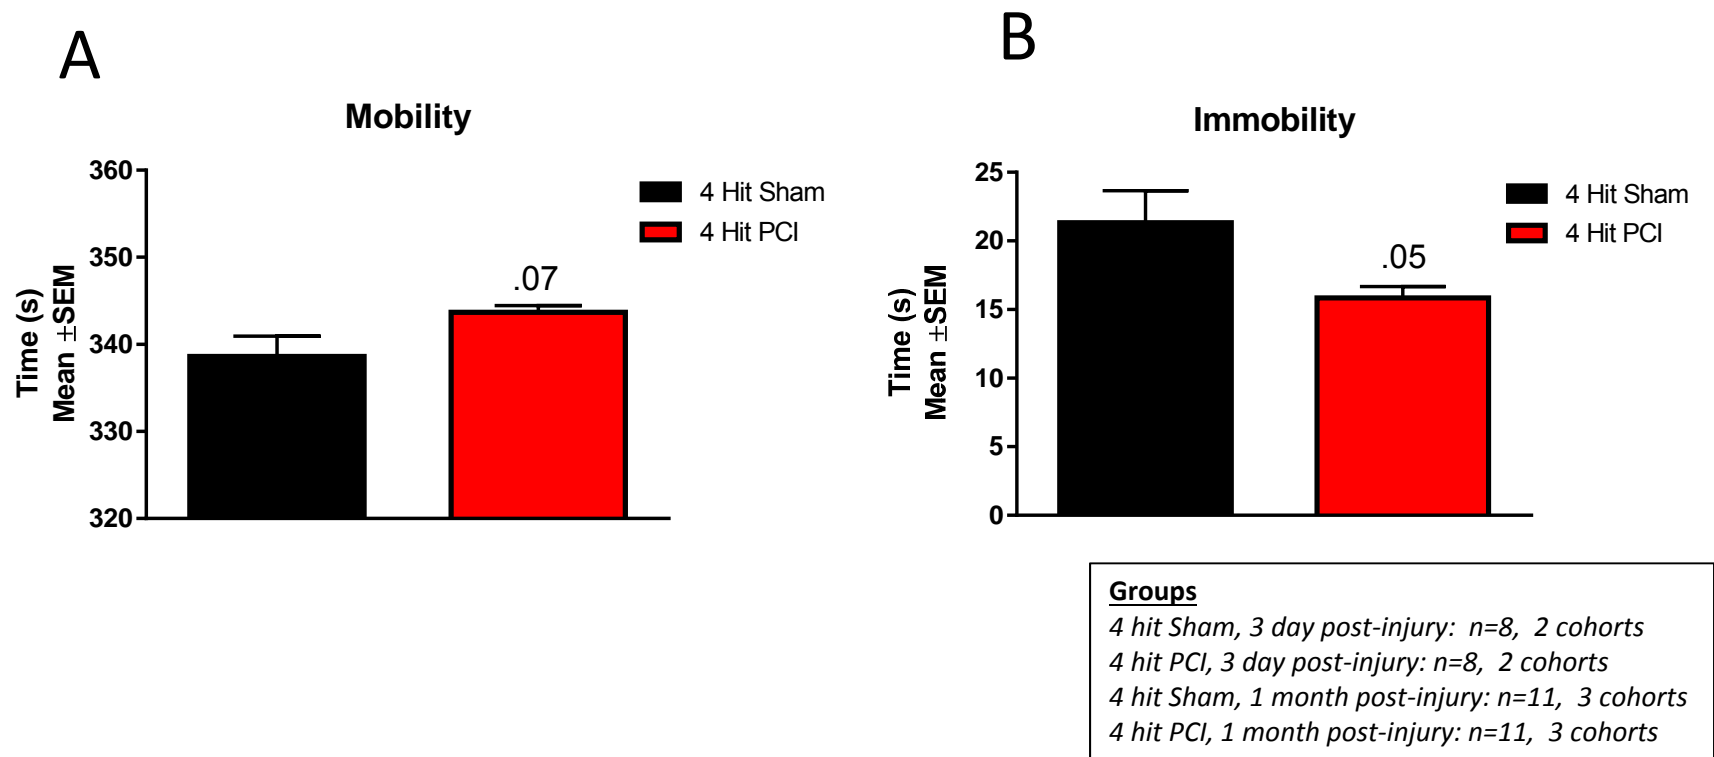 A
Mobility
360
350
340
330
320
Time (s)
Mean ±SEM
.07
4 Hit Sham
4 Hit PCI
B
Immobility
25
20
15
10
5
0
Time (s)
Mean ±SEM
.05
4 Hit Sham
4 Hit PCI
Groups
4 hit Sham, 3 day post-injury: n=8, 2 cohorts
4 hit PCI, 3 day post-injury: n=8, 2 cohorts
4 hit Sham, 1 month post-injury: n=11, 3 cohorts
4 hit PCI, 1 month post-injury: n=11, 3 cohorts